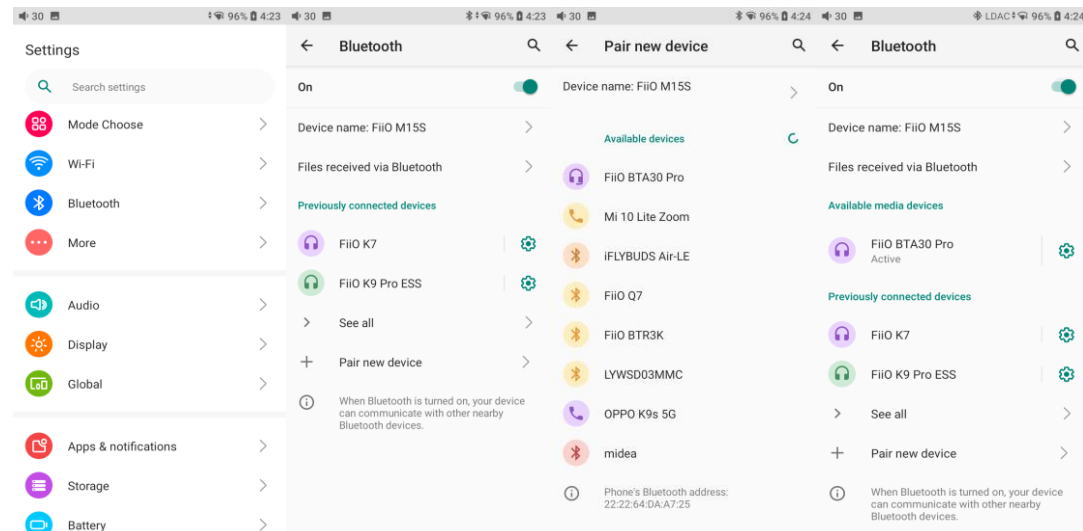 30 96% 4:23
Settings
Search settings
Mode Choose
Wi-Fi
Bluetooth
More
Audio
Display
Global
Apps & notifications
Storage
Battery
30 96% 4:23
Bluetooth
On
Device name: FiiO M15S
Files received via Bluetooth
Previously connected devices
FiiO K7
FiiO K9 Pro ESS
See all
Pair new device
When Bluetooth is turned on, your device
can communicate with other nearby
Bluetooth devices.
30 96% 4:24
Pair new device
Device name: FiiO M15S
Available devices
FiiO BTA30 Pro
Mi 10 Lite Zoom
iFLYBUDS Air-LE
FiiO Q7
FiiO BTR3K
LYWSD03MMC
OPPO K9s 5G
midea
Phone's Bluetooth address:
22:22:64:DA:A7:25
30 LDAC 96% 4:24
Bluetooth
On
Device name: FiiO M15S
Files received via Bluetooth
Available media devices
FiiO BTA30 Pro
Active
Previously connected devices
FiiO K7
FiiO K9 Pro ESS
See all
Pair new device
When Bluetooth is turned on, your device
can communicate with other nearby
Bluetooth devices.